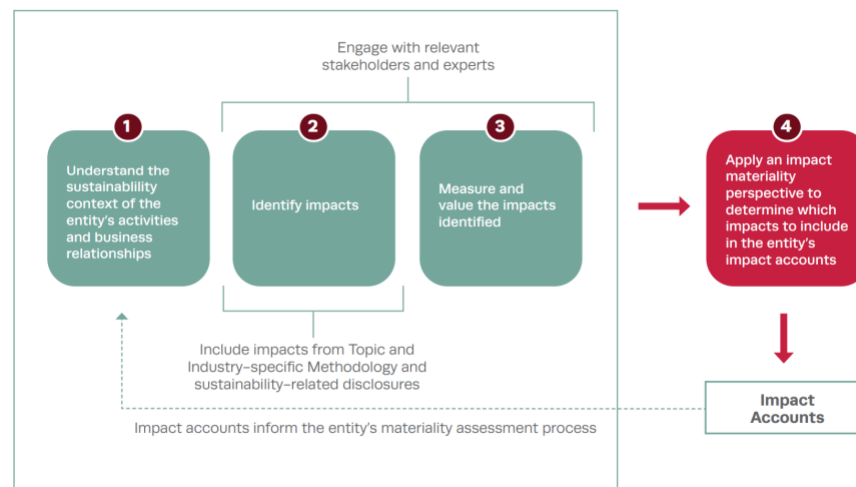 Engage with relevant
stakeholders and experts
1
Understand the
sustainablility
context of the
entity's activities
and business
relationships
2
Identify impacts
3
Measure and
value the impacts
identified
4
Apply an impact
materiality
perspective to
determine which
impacts to include
in the entity's
impact accounts
Include impacts from Topic and
Industry-specific Methodology and
sustainability-related disclosures
Impact
Accounts
Impact accounts inform the entity's materiality assessment process